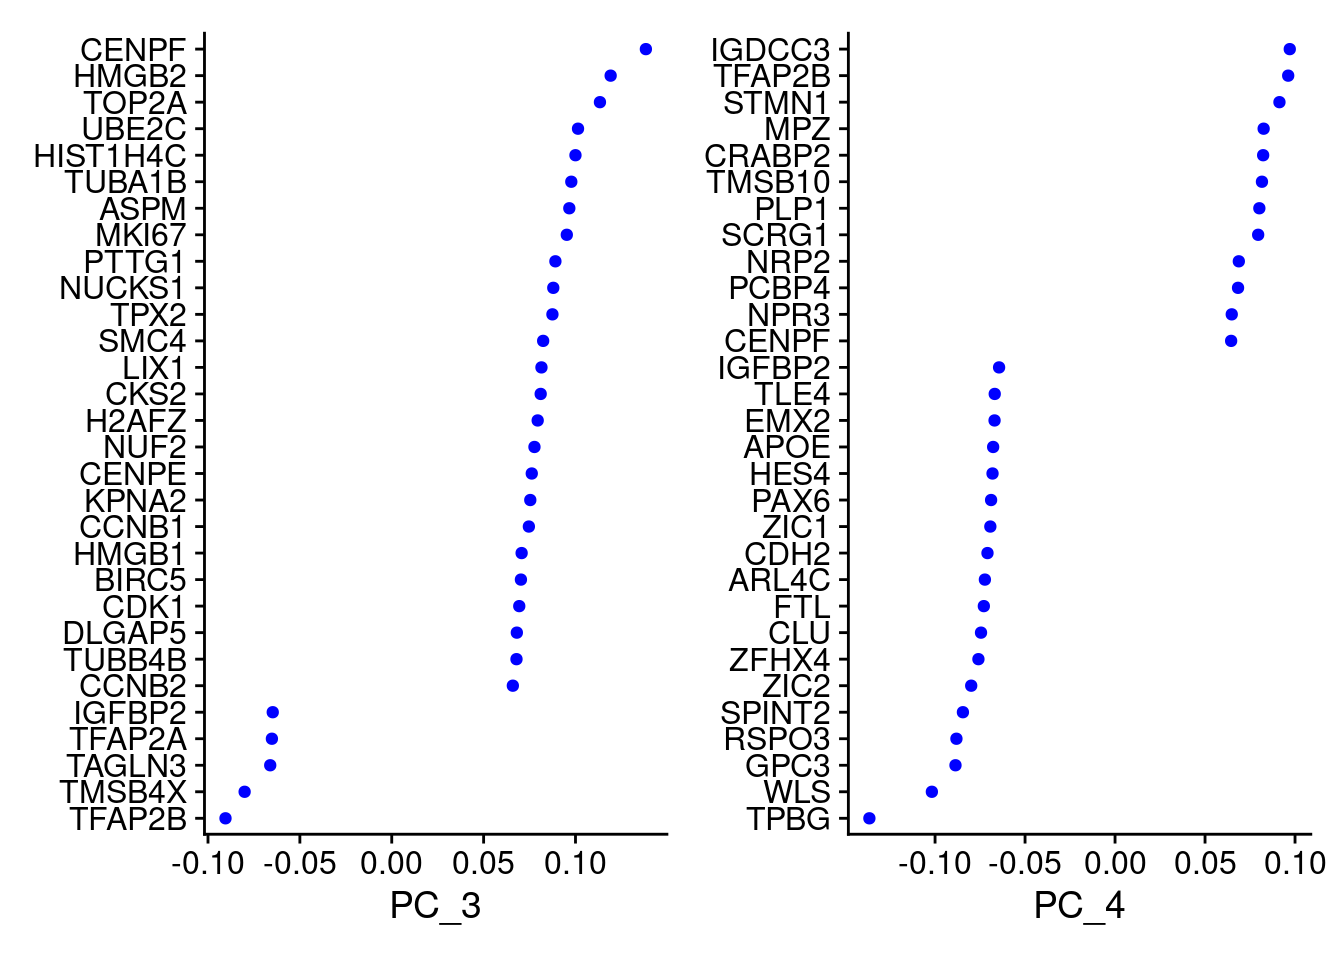 CENPF
HMGB2
TOP2A
UBE2C
HIST1H4C
TUBA1B
ASPM
MKI67
PTTG1
NUCKS1
TPX2
SMC4
LIX1
CKS2
H2AFZ
NUF2
CENPE
KPNA2
CCNB1
HMGB1
BIRC5
CDK1
DLGAP5
TUBB4B
CCNB2
IGFBP2
TFAP2A
TAGLN3
TMSB4X
TFAP2B
-0.10 -0.05 0.00 0.05 0.10
PC_3
IGDCC3
TFAP2B
STMN1
MPZ
CRABP2
TMSB10
PLP1
SCRG1
NRP2
PCBP4
NPR3
CENPF
IGFBP2
TLE4
EMX2
APOE
HES4
PAX6
ZIC1
CDH2
ARL4C
FTL
CLU
ZFHX4
ZIC2
SPINT2
RSPO3
GPC3
WLS
TPBG
-0.10 -0.05 0.00 0.05 0.10
PC_4